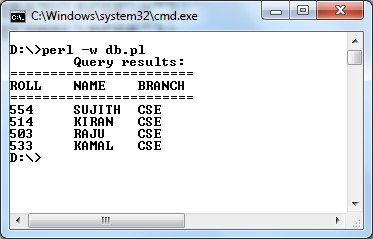 C:\Windows\system32\cmd.exe
D:\>perl -w db.pl
Query results:
========================
ROLL NAME BRANCH
========================
554 SUJITH CSE
514 KIRAN CSE
503 RAJU CSE
533 KAMAL CSE
D:\>